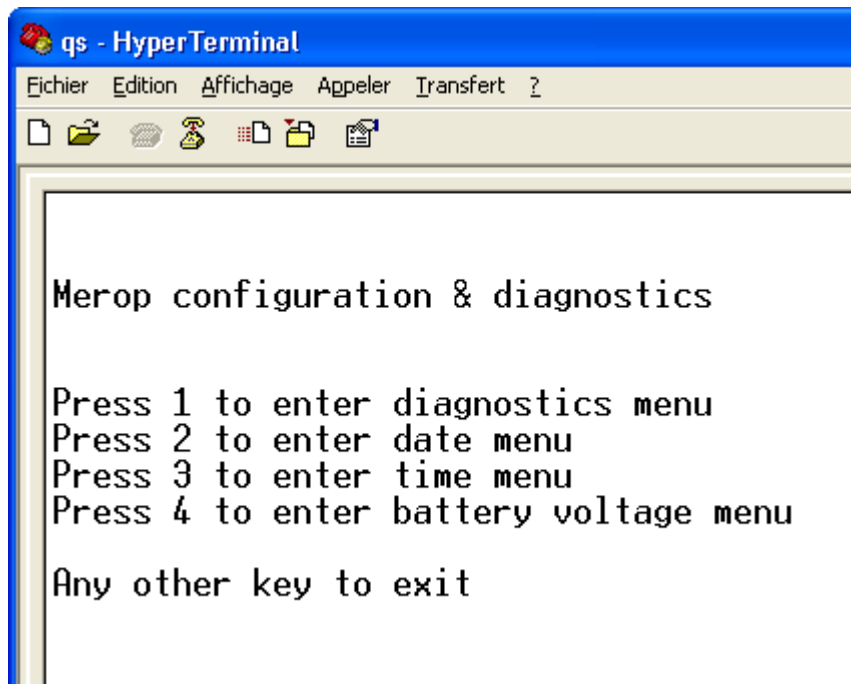 qs - HyperTerminal
Fichier Edition Affichage Appeler Transfert ?
Merop configuration & diagnostics
Press 1 to enter diagnostics menu
Press 2 to enter date menu
Press 3 to enter time menu
Press 4 to enter battery voltage menu
Any other key to exit